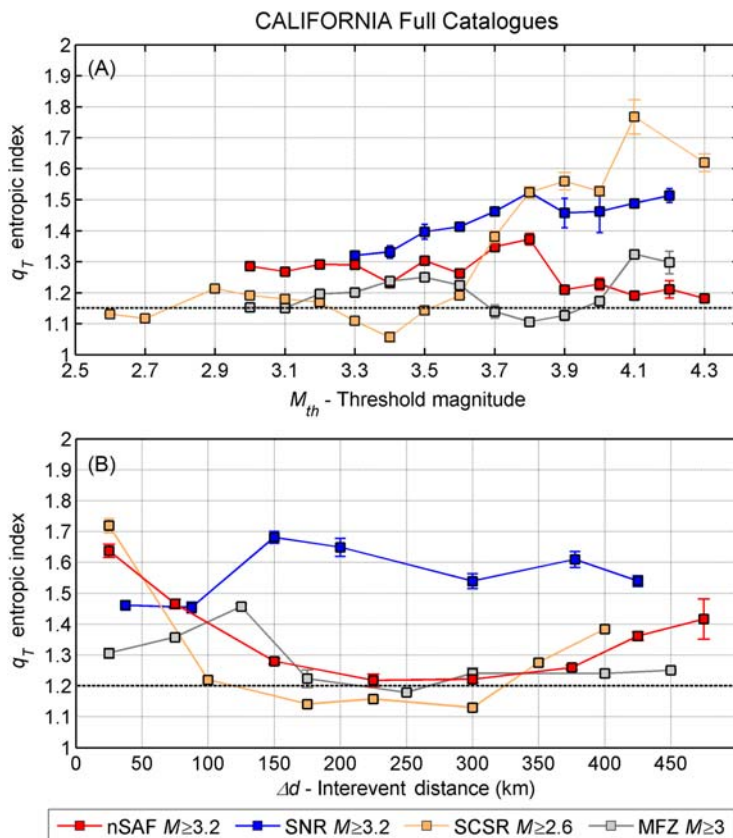 CALIFORNIA Full Catalogues
(A)
q_T entropic index
2
1.9
1.8
1.7
1.6
1.5
1.4
1.3
1.2
1.1
1
2.5 2.7 2.9 3.1 3.3 3.5 3.7 3.9 4.1 4.3
M_th - Threshold magnitude
(B)
q_T entropic index
2
1.9
1.8
1.7
1.6
1.5
1.4
1.3
1.2
1.1
1
0 50 100 150 200 250 300 350 400 450
Δd - Interevent distance (km)
nSAF M≥3.2 SNR M≥3.2 SCSR M≥2.6 MFZ M≥3